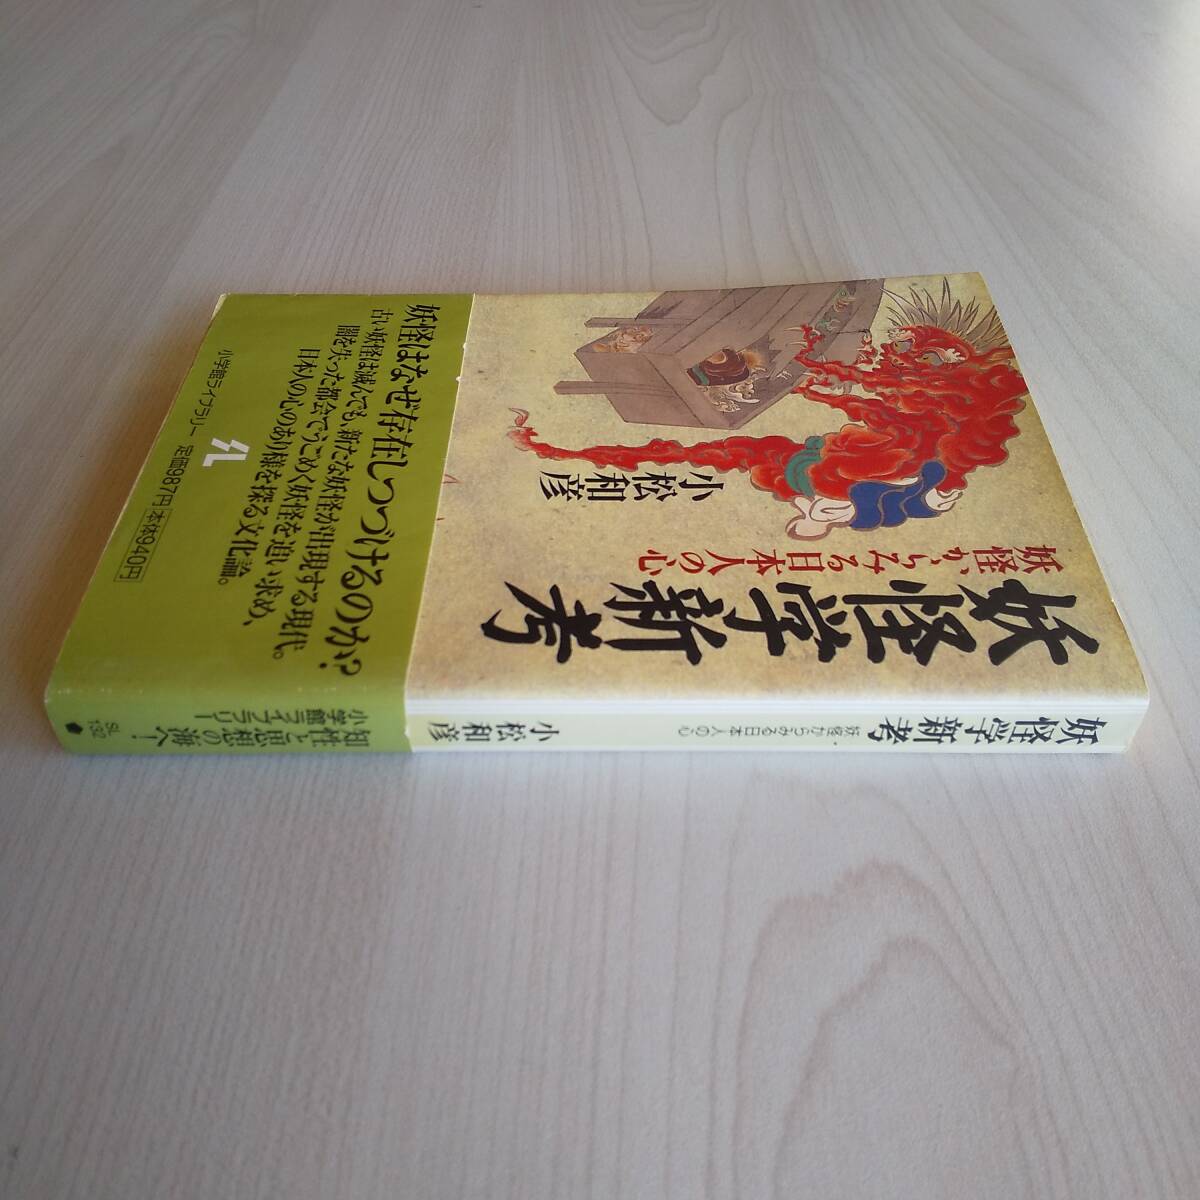 妖怪学新考
妖怪からみる日本人の心
小松和彦
妖怪はなぜ存在しつづけるのか?
古い妖怪は滅んでも、新たな妖怪が出現する現代。
闇を失った都会でうごめく妖怪を追い求め、
日本人の心のあり様を探る文化論。
小学館ライブラリー 定価987円 本体940円
妖怪学新考
妖怪からみる日本人の心
小松和彦
知性と思想の海へ!
小学館ライブラリー
SL
132